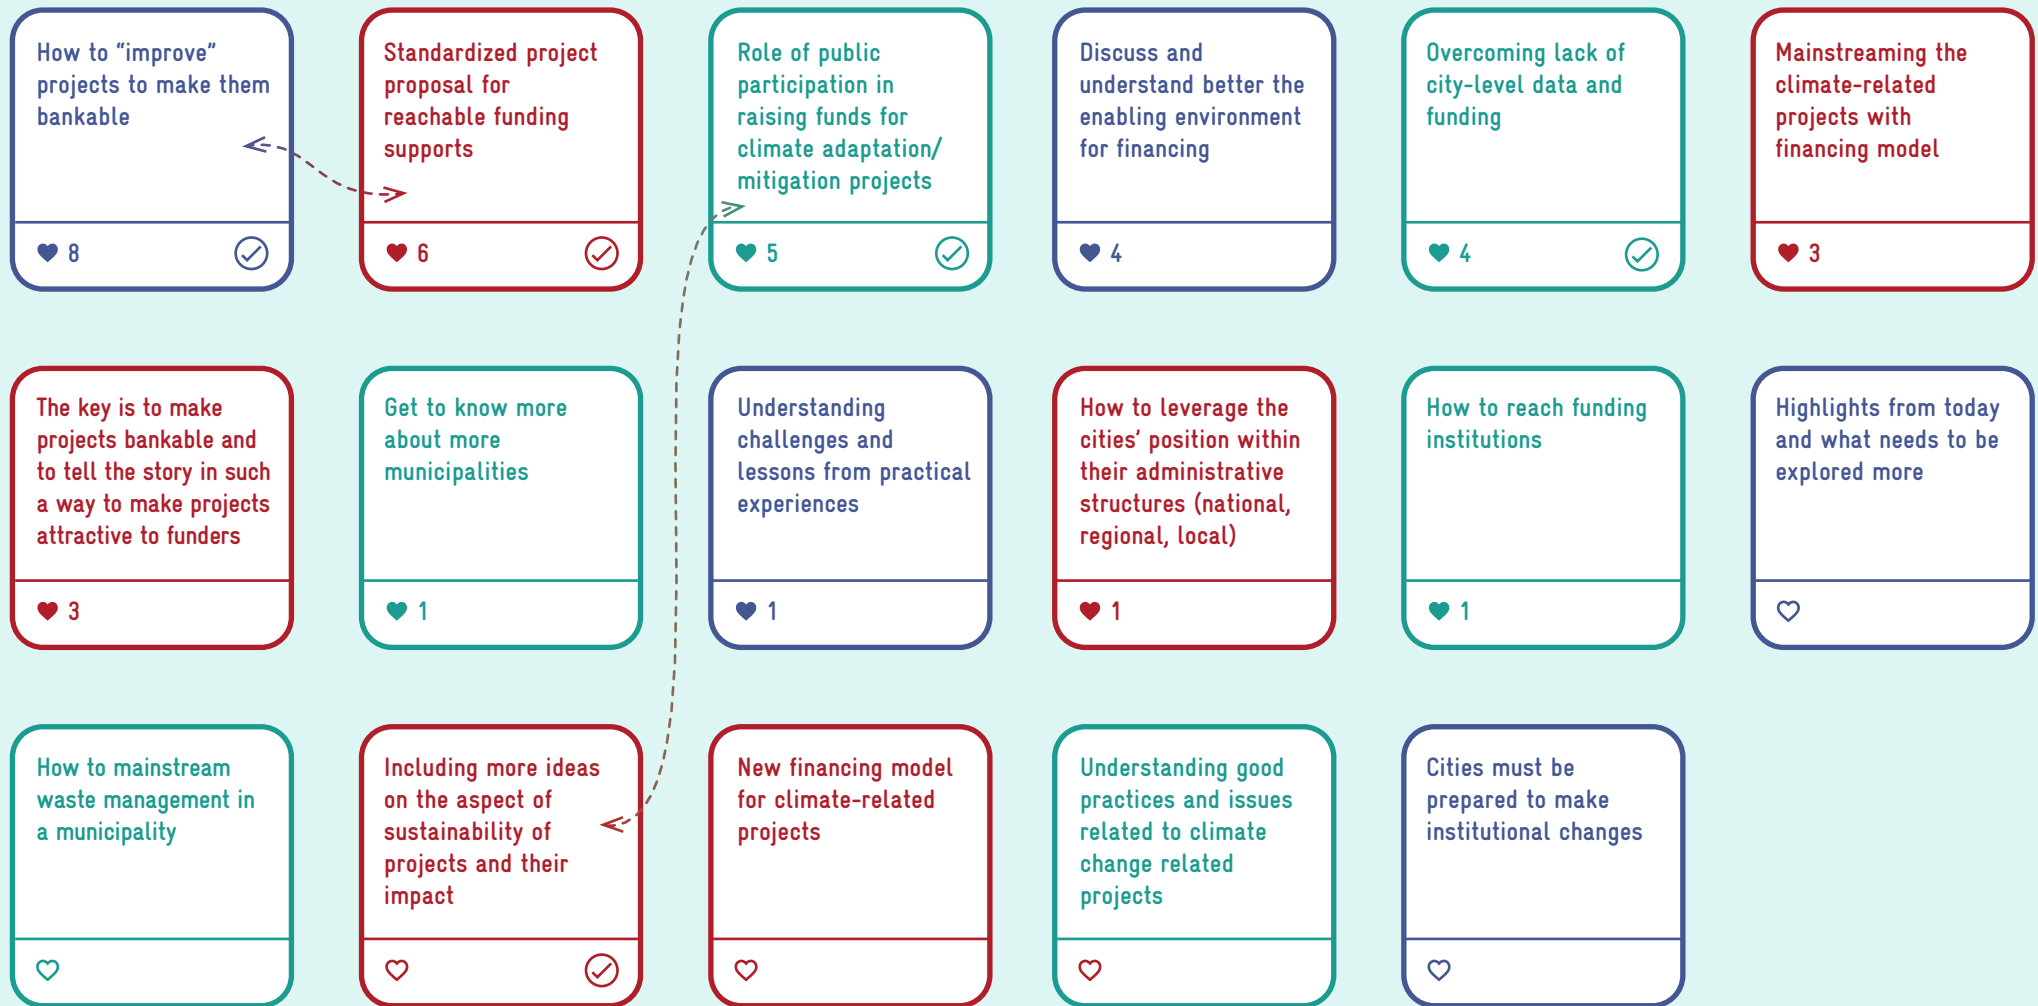 How to “improve”
projects to make them
bankable
8
Standardized project
proposal for
reachable funding
supports
6
Role of public
participation in
raising funds for
climate adaptation/
mitigation projects
5
Discuss and
understand better the
enabling environment
for financing
4
Overcoming lack of
city-level data and
funding
4
Mainstreaming the
climate-related
projects with
financing model
3
The key is to make
projects bankable and
to tell the story in such
a way to make projects
attractive to funders
3
Get to know more
about more
municipalities
1
Understanding
challenges and
lessons from practical
experiences
1
How to leverage the
cities’ position within
their administrative
structures (national,
regional, local)
1
How to reach funding
institutions
1
Highlights from today
and what needs to be
explored more
How to mainstream
waste management in
a municipality
Including more ideas
on the aspect of
sustainability of
projects and their
impact
New financing model
for climate-related
projects
Understanding good
practices and issues
related to climate
change related
projects
Cities must be
prepared to make
institutional changes